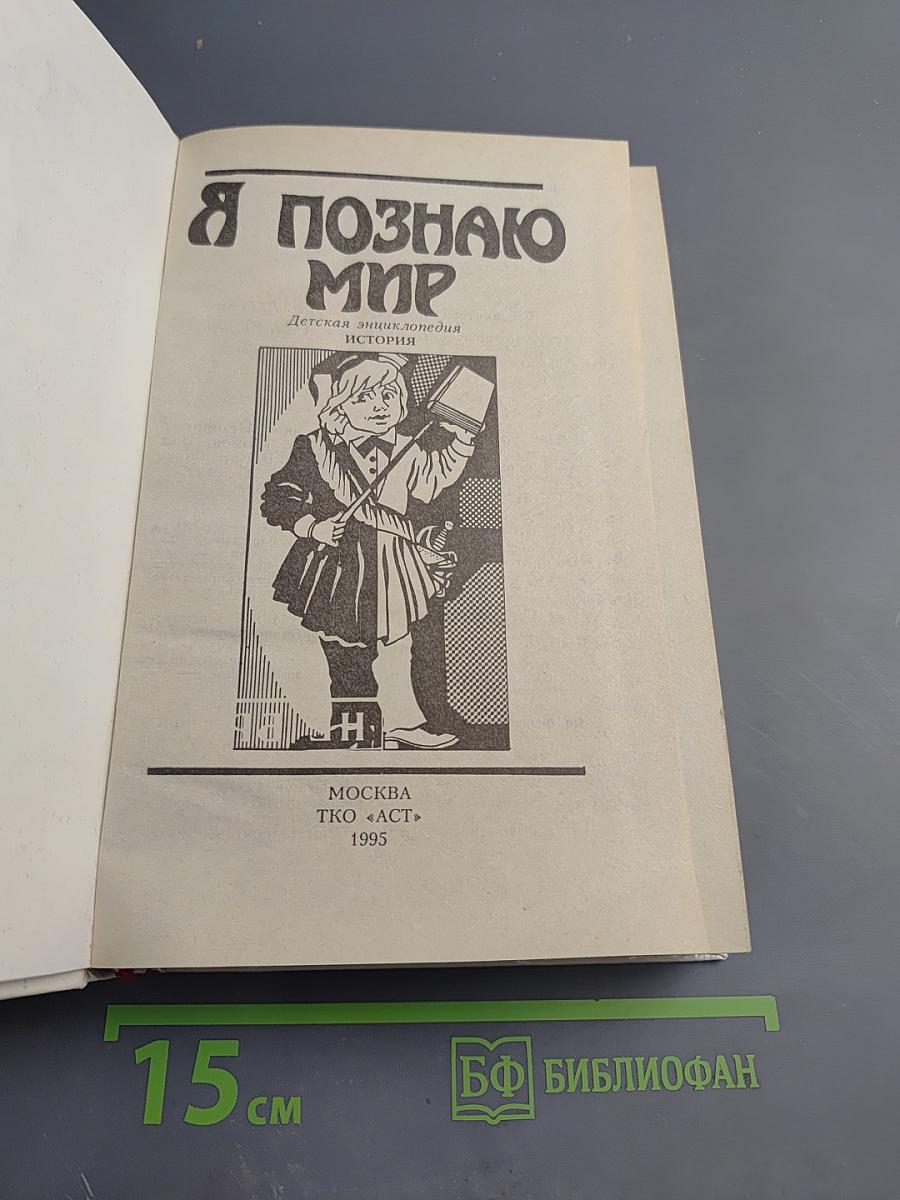 Я ПОЗНАЮ
МИР
Детская энциклопедия
ИСТОРИЯ
МОСКВА
ТКО «АСТ»
1995
15 см
БФ БИБЛИОФАН